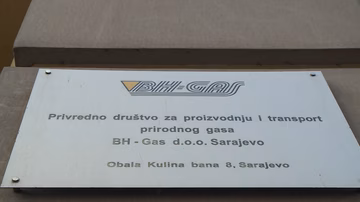 BH-GAS
Privredno društvo za proizvodnju i transport
prirodnog gasa
BH - Gas d.o.o. Sarajevo
Obala Kulina bana 8, Sarajevo